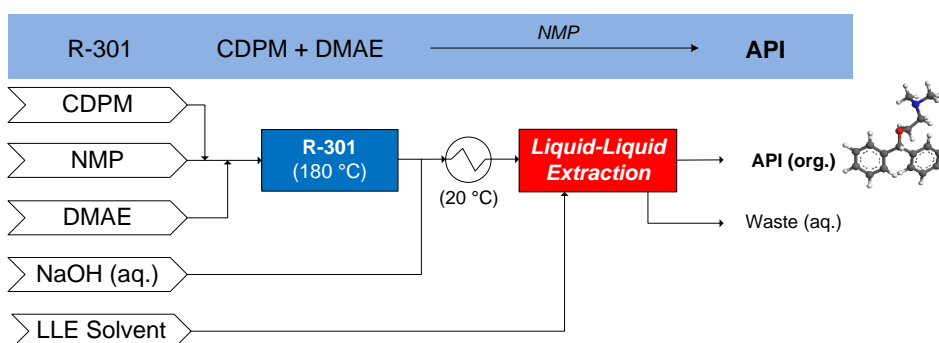 R-301 CDPM + DMAE NMP API
CDPM
NMP
DMAE
NaOH (aq.)
LLE Solvent
R-301
(180 °C)
(20 °C)
Liquid-Liquid
Extraction
API (org.)
Waste (aq.)